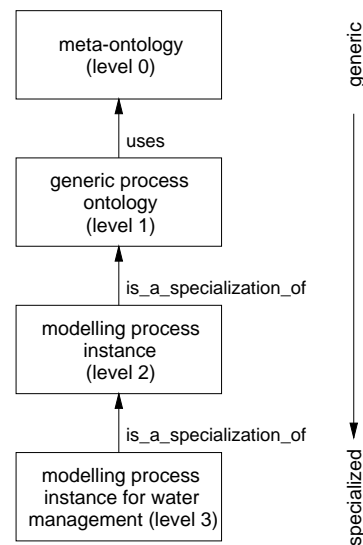 meta-ontology
(level 0)
generic
uses
generic process
ontology
(level 1)
is_a_specialization_of
modelling process
instance
(level 2)
is_a_specialization_of
modelling process
instance for water
management (level 3)
specialized